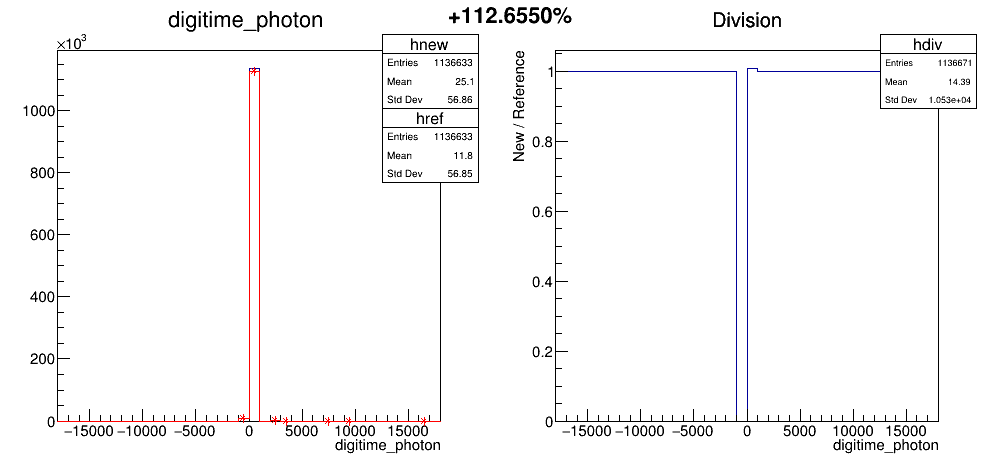 +112.6550%
digitime_photon
×10³
hnew
Entries 1136633
Mean 25.1
Std Dev 56.86
href
Entries 1136633
Mean 11.8
Std Dev 56.85
1000
800
600
400
200
0
−15000 −10000 −5000 0 5000 10000 15000
digitime_photon
Division
hdiv
Entries 1136671
Mean 14.39
Std Dev 1.053e+04
New / Reference
1
0.8
0.6
0.4
0.2
0
−15000 −10000 −5000 0 5000 10000 15000
digitime_photon